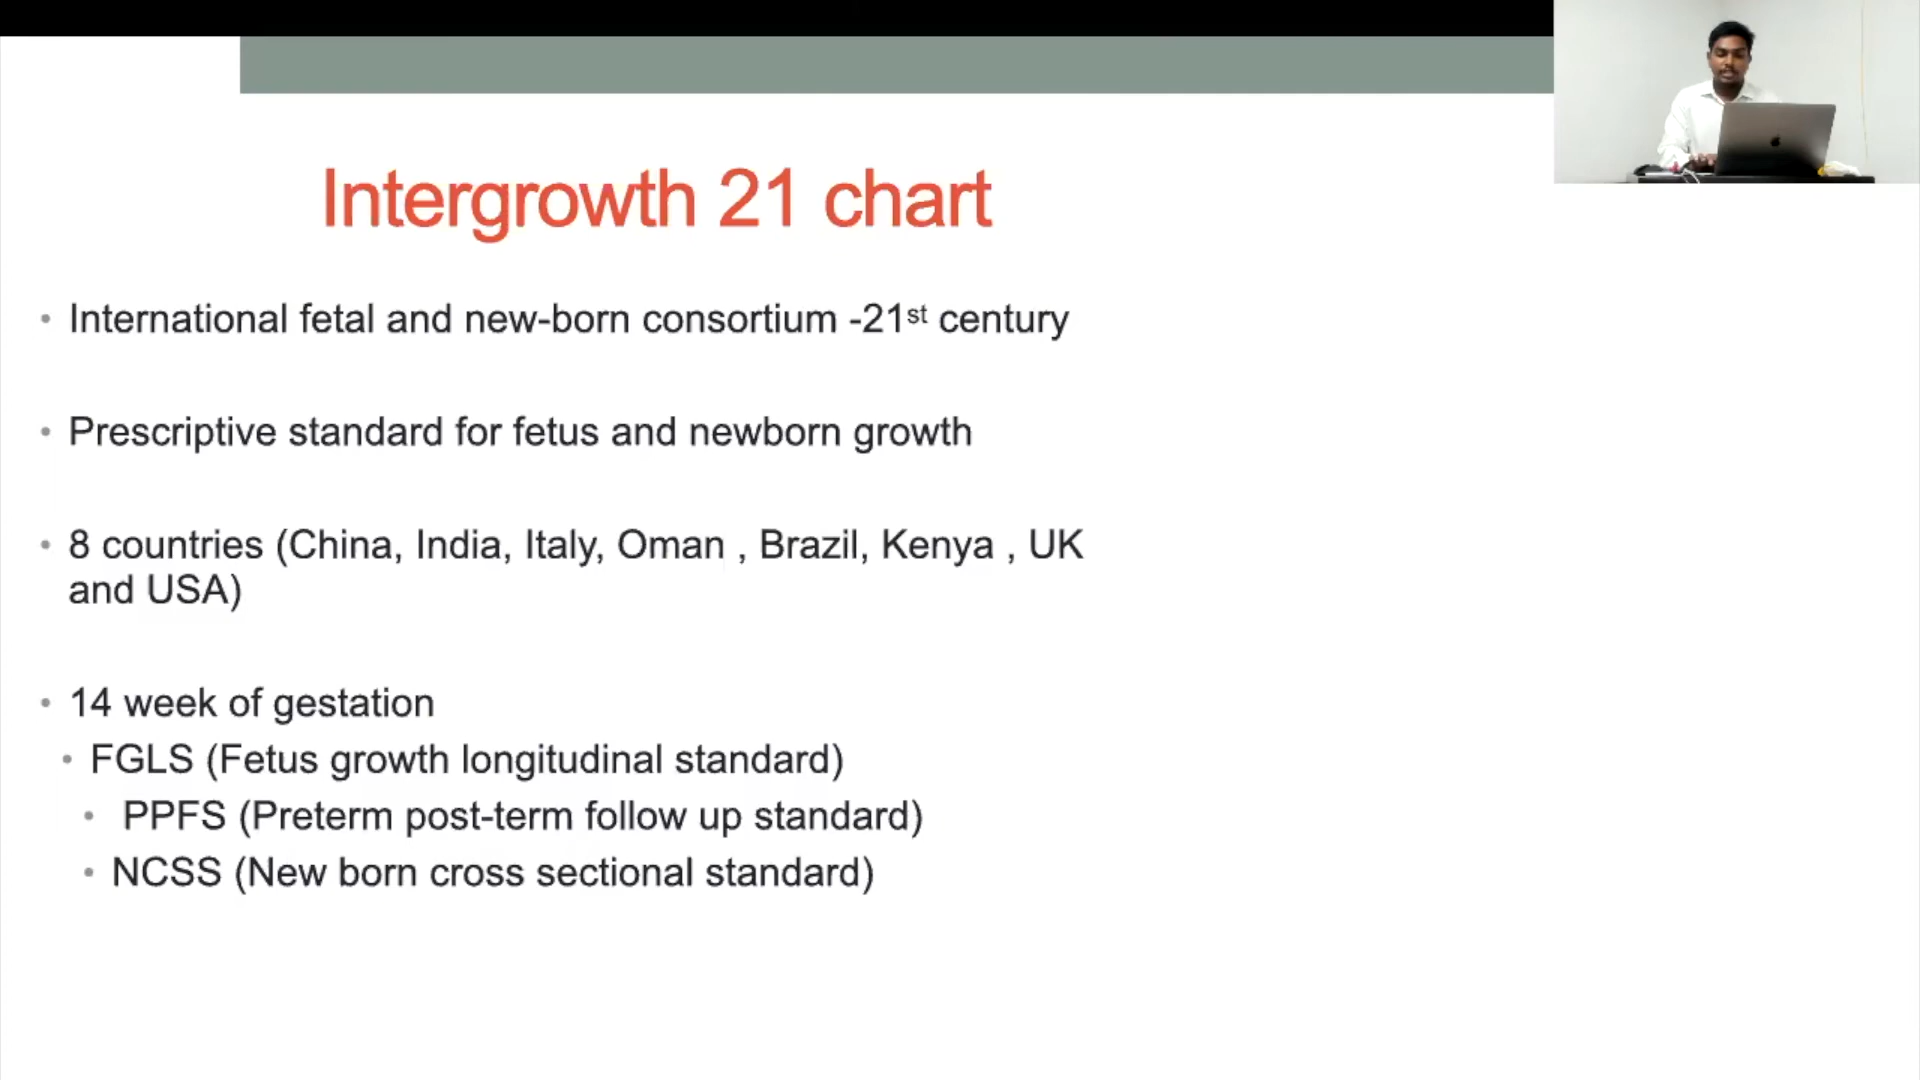 Intergrowth 21 chart
• International fetal and new-born consortium -21st century
• Prescriptive standard for fetus and newborn growth
• 8 countries (China, India, Italy, Oman , Brazil, Kenya , UK
and USA)
• 14 week of gestation
• FGLS (Fetus growth longitudinal standard)
• PPFS (Preterm post-term follow up standard)
• NCSS (New born cross sectional standard)